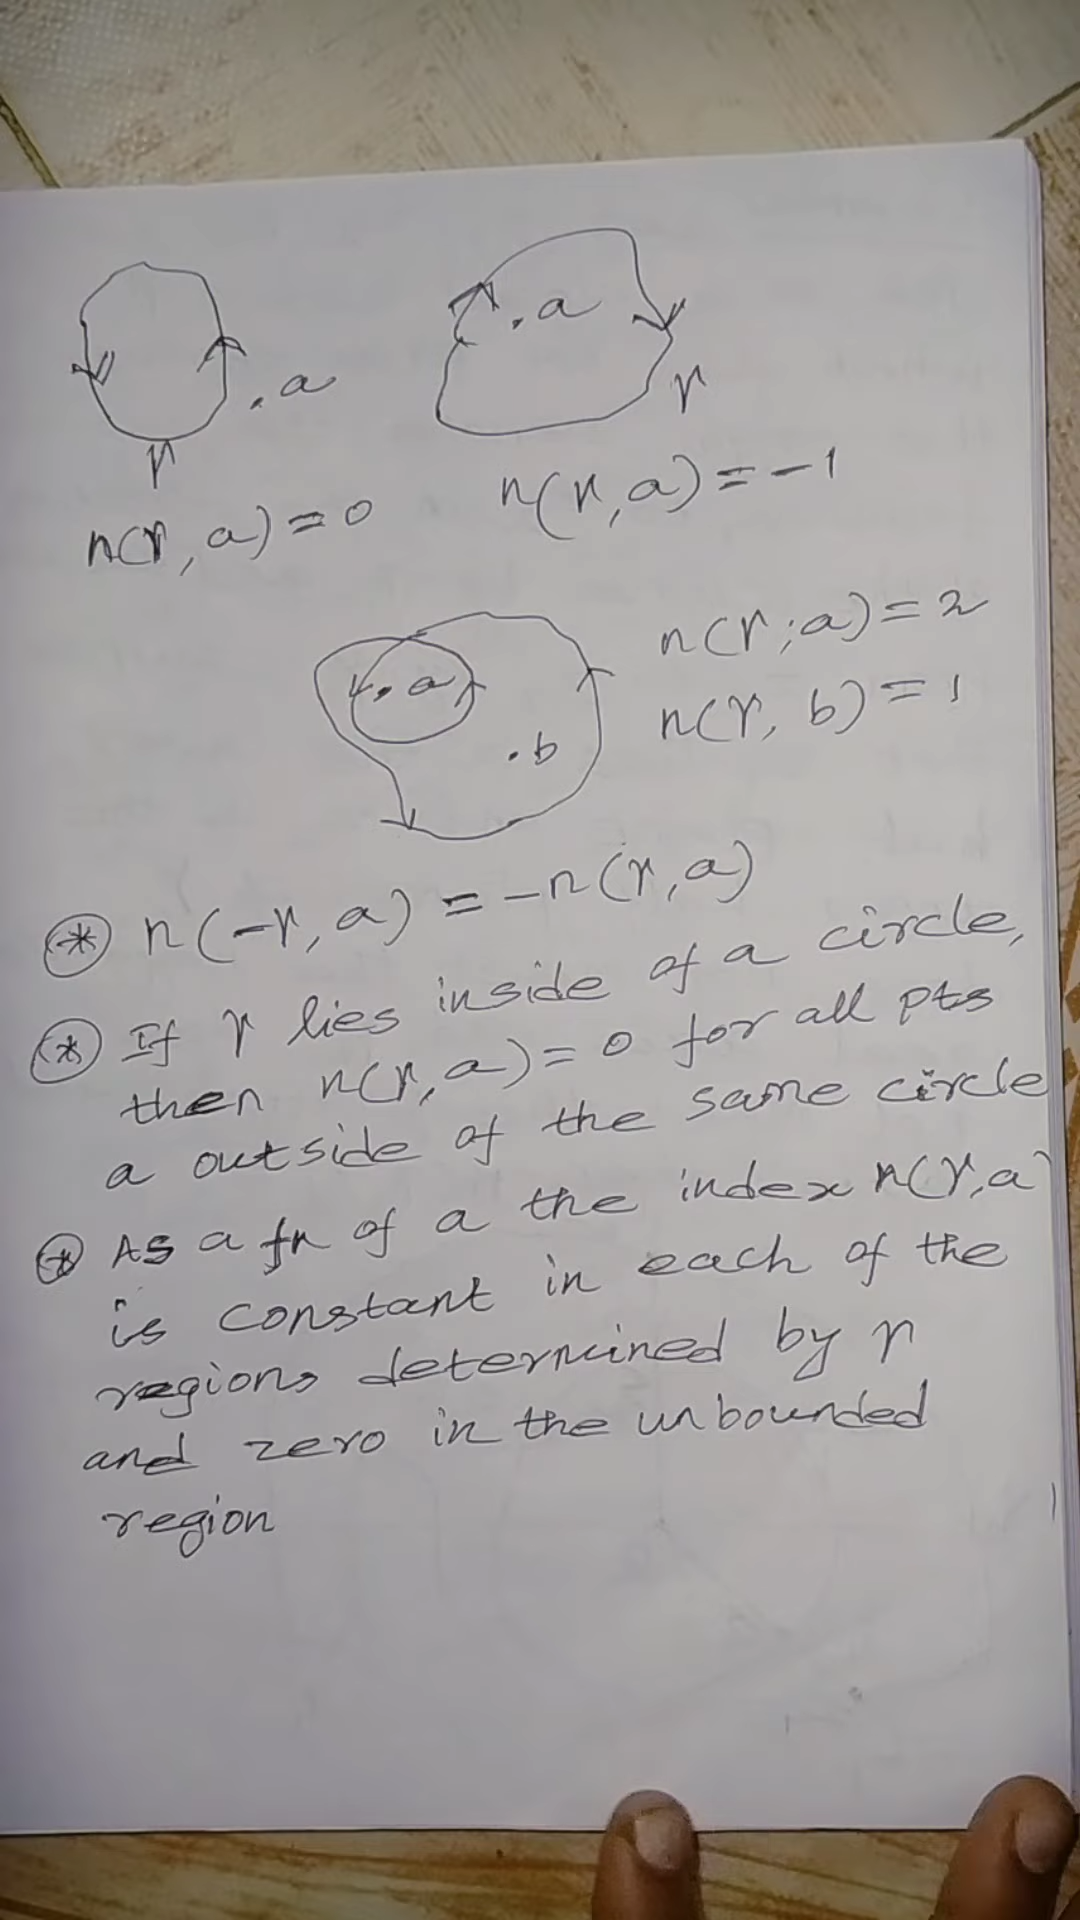 . a
r
n(r, a) = 0
. a
r
n(r, a) = -1
. a
. b
n(r; a) = 2
n(r, b) = 1
⊛ n(-r, a) = -n(r, a)
⊛ If r lies inside of a circle,
then n(r, a) = 0 for all pts
a outside of the same circle
⊛ As a fn of a the index n(r, a)
is constant in each of the
regions determined by r
and zero in the unbounded
region